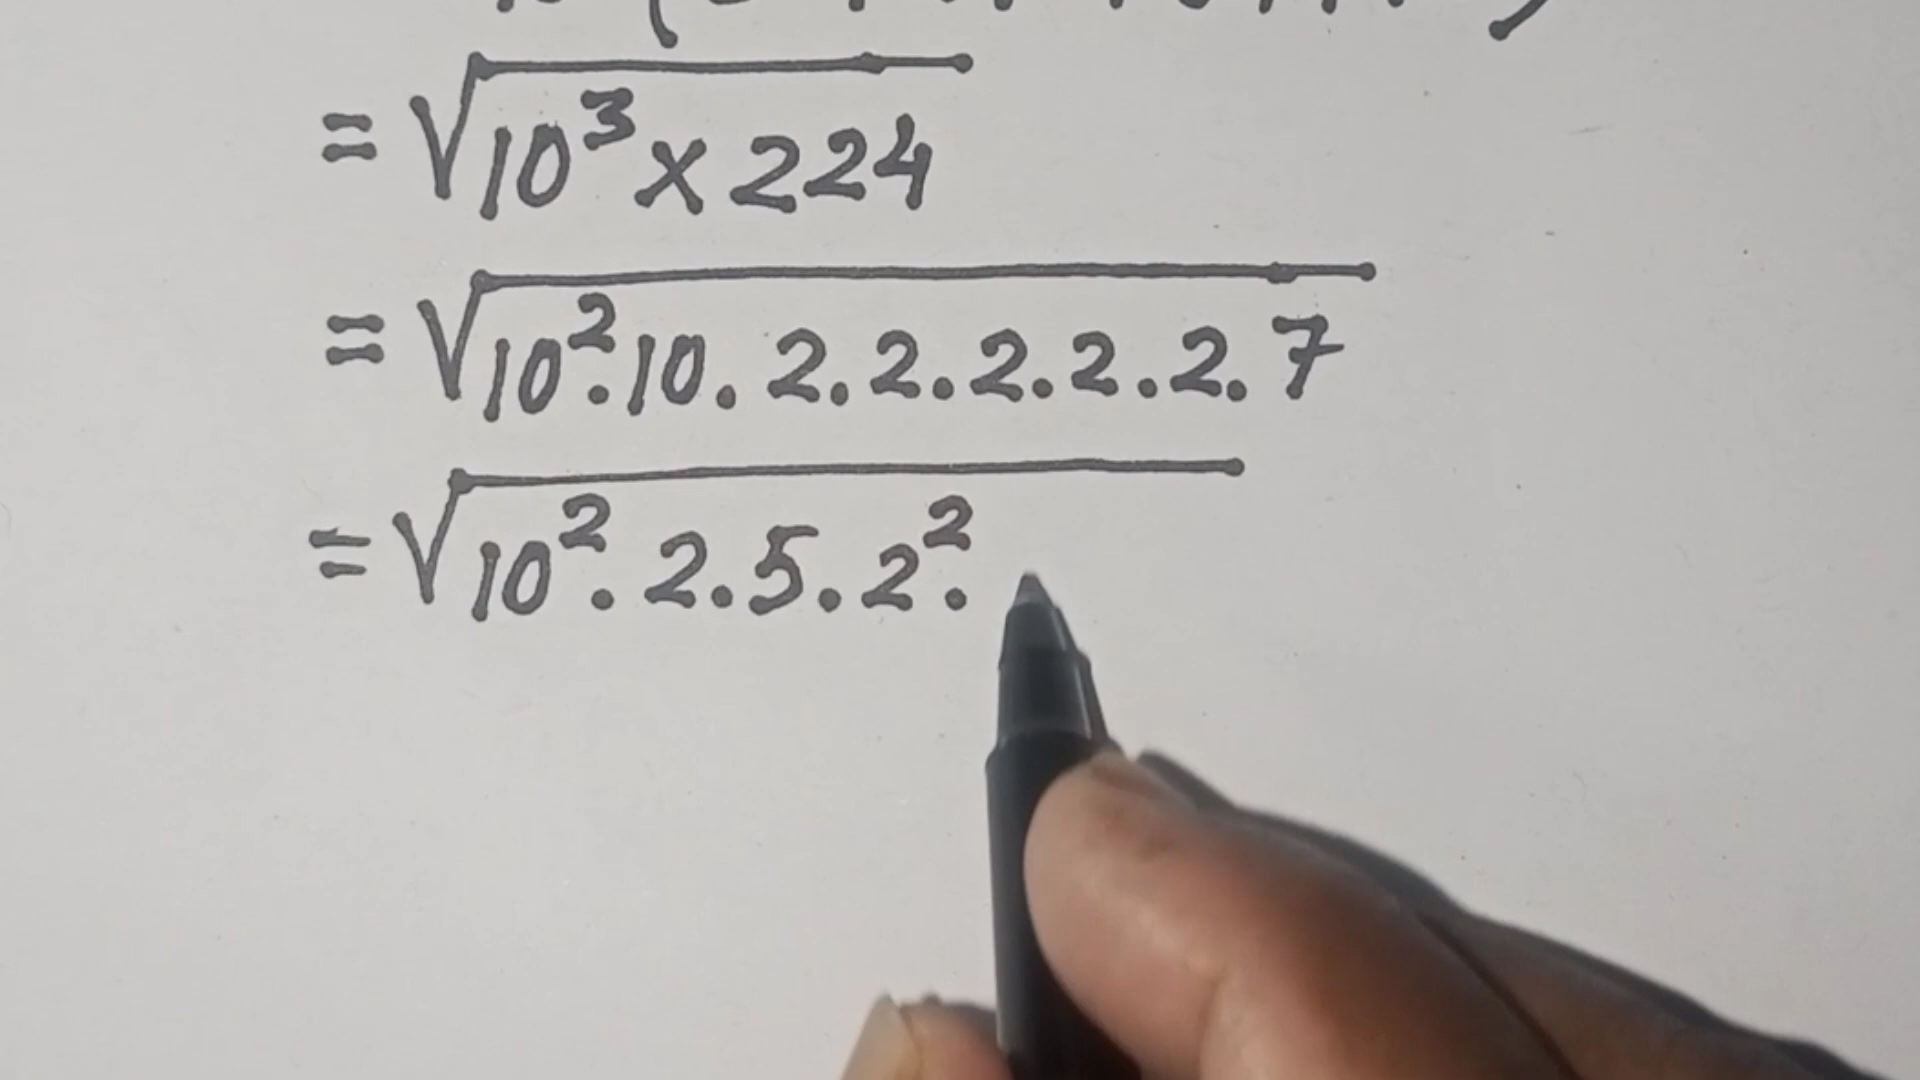 = √10³ x 224
= √10².10.2.2.2.2.2.7
= √10².2.5.2².